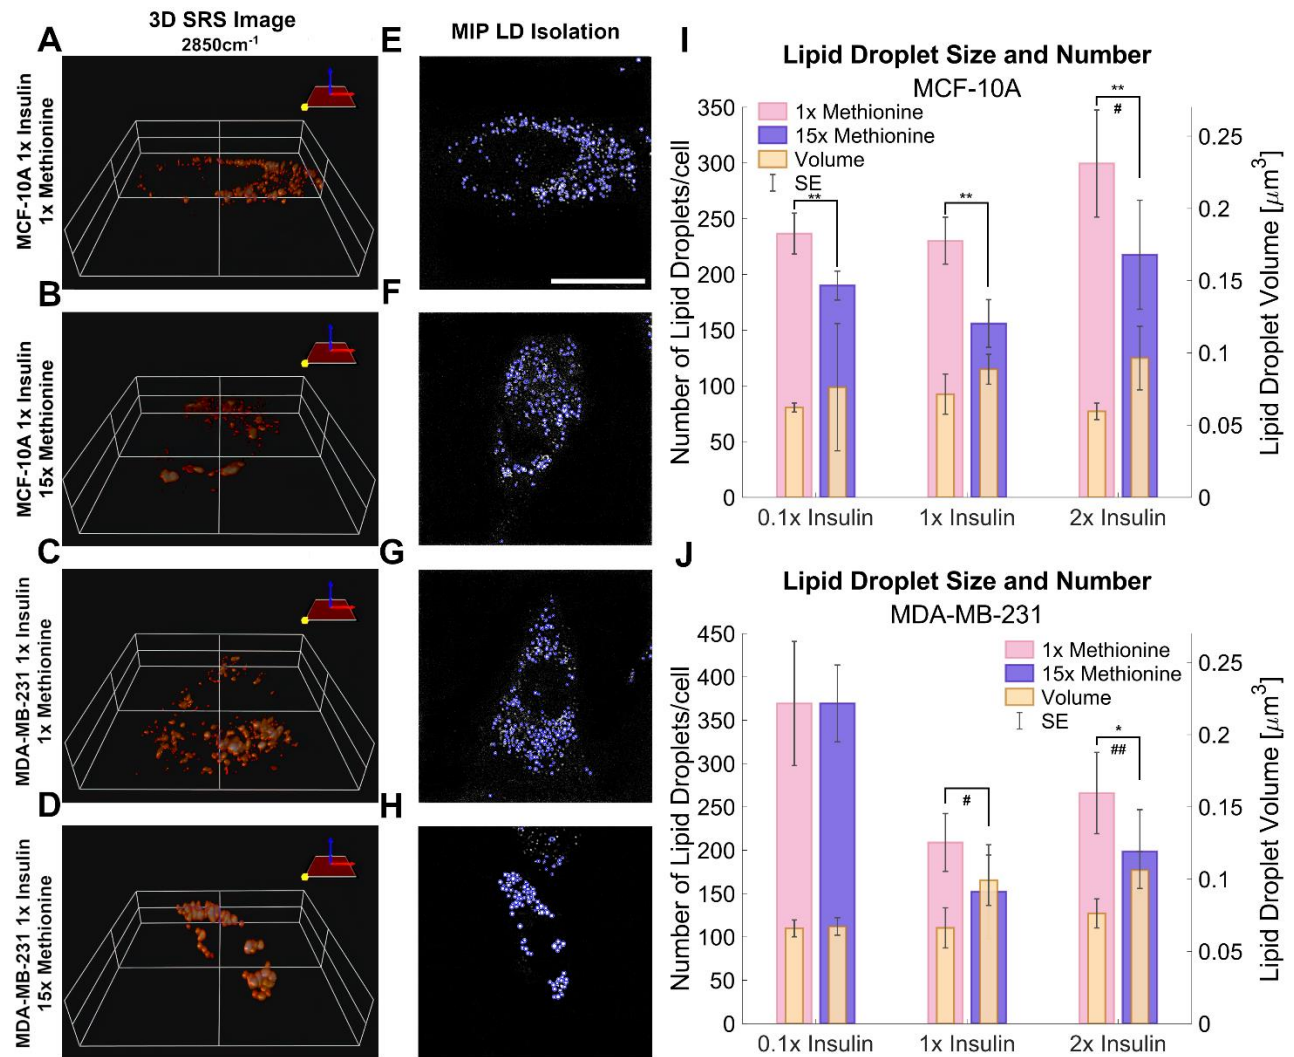 3D SRS Image
2850cm⁻¹
MIP LD Isolation
A
MCF-10A 1x Insulin
1x Methionine
E
B
MCF-10A 1x Insulin
15x Methionine
F
C
MDA-MB-231 1x Insulin
1x Methionine
G
D
MDA-MB-231 1x Insulin
15x Methionine
H
I
Lipid Droplet Size and Number
MCF-10A
1x Methionine
15x Methionine
Volume
SE
Number of Lipid Droplets/cell
350
300
250
200
150
100
50
0
**
**
**
#
0.1x Insulin
1x Insulin
2x Insulin
Lipid Droplet Volume [μm³]
0.25
0.2
0.15
0.1
0.05
0
J
Lipid Droplet Size and Number
MDA-MB-231
1x Methionine
15x Methionine
Volume
SE
Number of Lipid Droplets/cell
450
400
350
300
250
200
150
100
50
0
#
*
##
0.1x Insulin
1x Insulin
2x Insulin
Lipid Droplet Volume [μm³]
0.25
0.2
0.15
0.1
0.05
0